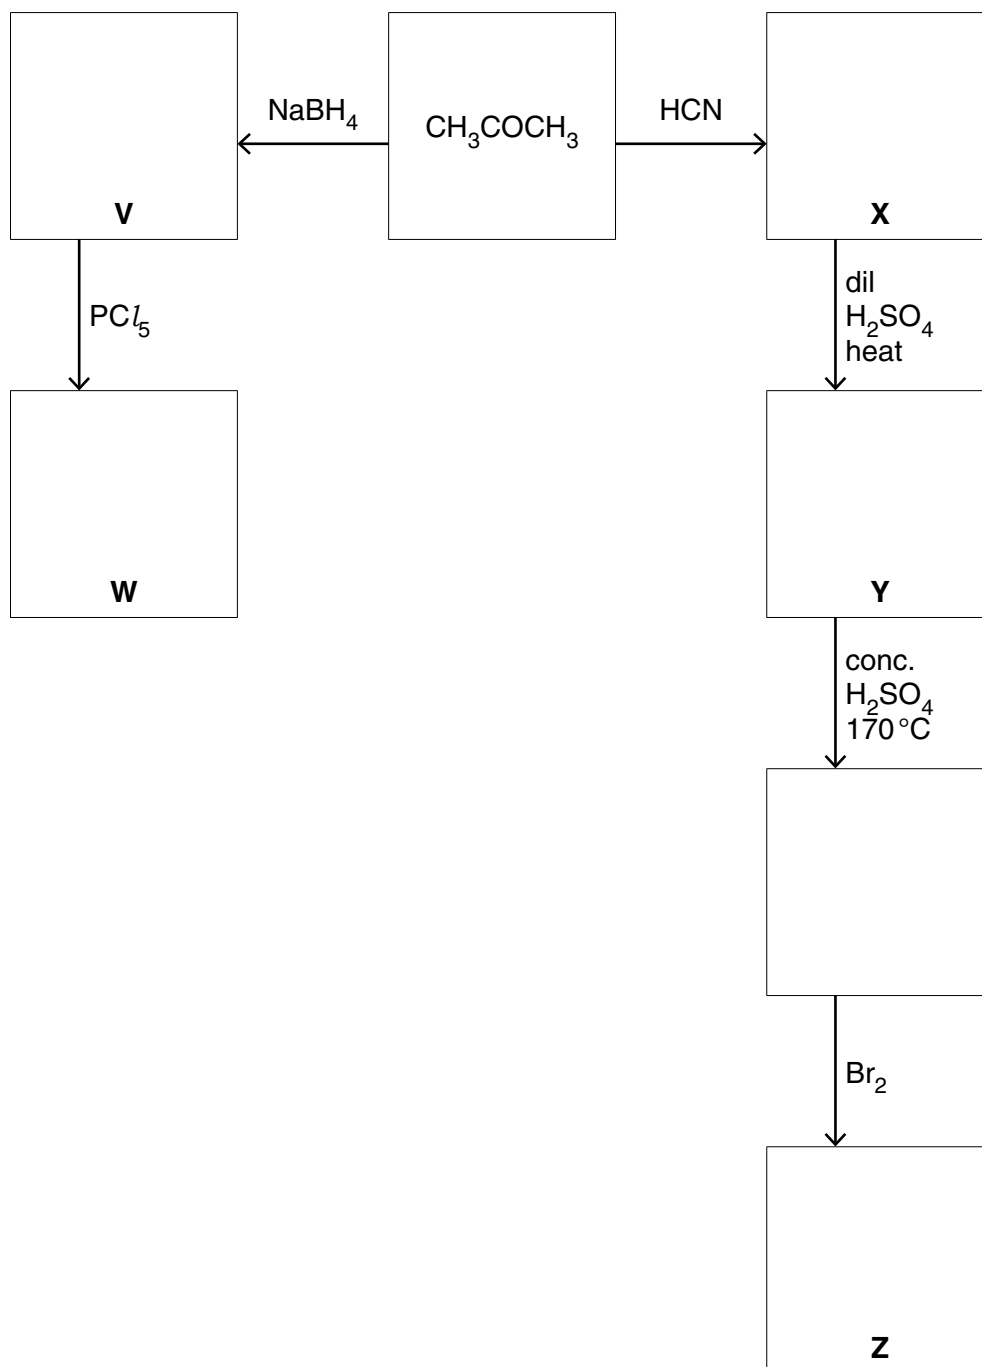 NaBH4
CH3COCH3
HCN
V
X
PCl5
dil
H2SO4
heat
W
Y
conc.
H2SO4
170 °C
Br2
Z